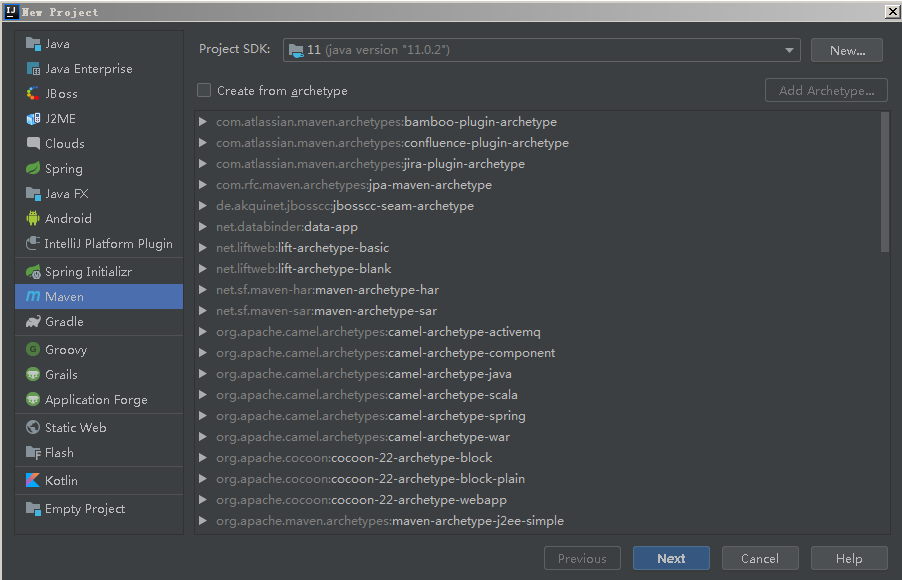 New Project
Java
Java Enterprise
JBoss
J2ME
Clouds
Spring
Java FX
Android
IntelliJ Platform Plugin
Spring Initializr
Maven
Gradle
Groovy
Grails
Application Forge
Static Web
Flash
Kotlin
Empty Project
Project SDK: 11 (java version "11.0.2") New...
Create from archetype Add Archetype...
com.atlassian.maven.archetypes:bamboo-plugin-archetype
com.atlassian.maven.archetypes:confluence-plugin-archetype
com.atlassian.maven.archetypes:jira-plugin-archetype
com.rfc.maven.archetypes:jpa-maven-archetype
de.akquinet.jbosscc:jbosscc-seam-archetype
net.databinder:data-app
net.liftweb:lift-archetype-basic
net.liftweb:lift-archetype-blank
net.sf.maven-har:maven-archetype-har
net.sf.maven-sar:maven-archetype-sar
org.apache.camel.archetypes:camel-archetype-activemq
org.apache.camel.archetypes:camel-archetype-component
org.apache.camel.archetypes:camel-archetype-java
org.apache.camel.archetypes:camel-archetype-scala
org.apache.camel.archetypes:camel-archetype-spring
org.apache.camel.archetypes:camel-archetype-war
org.apache.cocoon:cocoon-22-archetype-block
org.apache.cocoon:cocoon-22-archetype-block-plain
org.apache.cocoon:cocoon-22-archetype-webapp
org.apache.maven.archetypes:maven-archetype-j2ee-simple
Previous Next Cancel Help